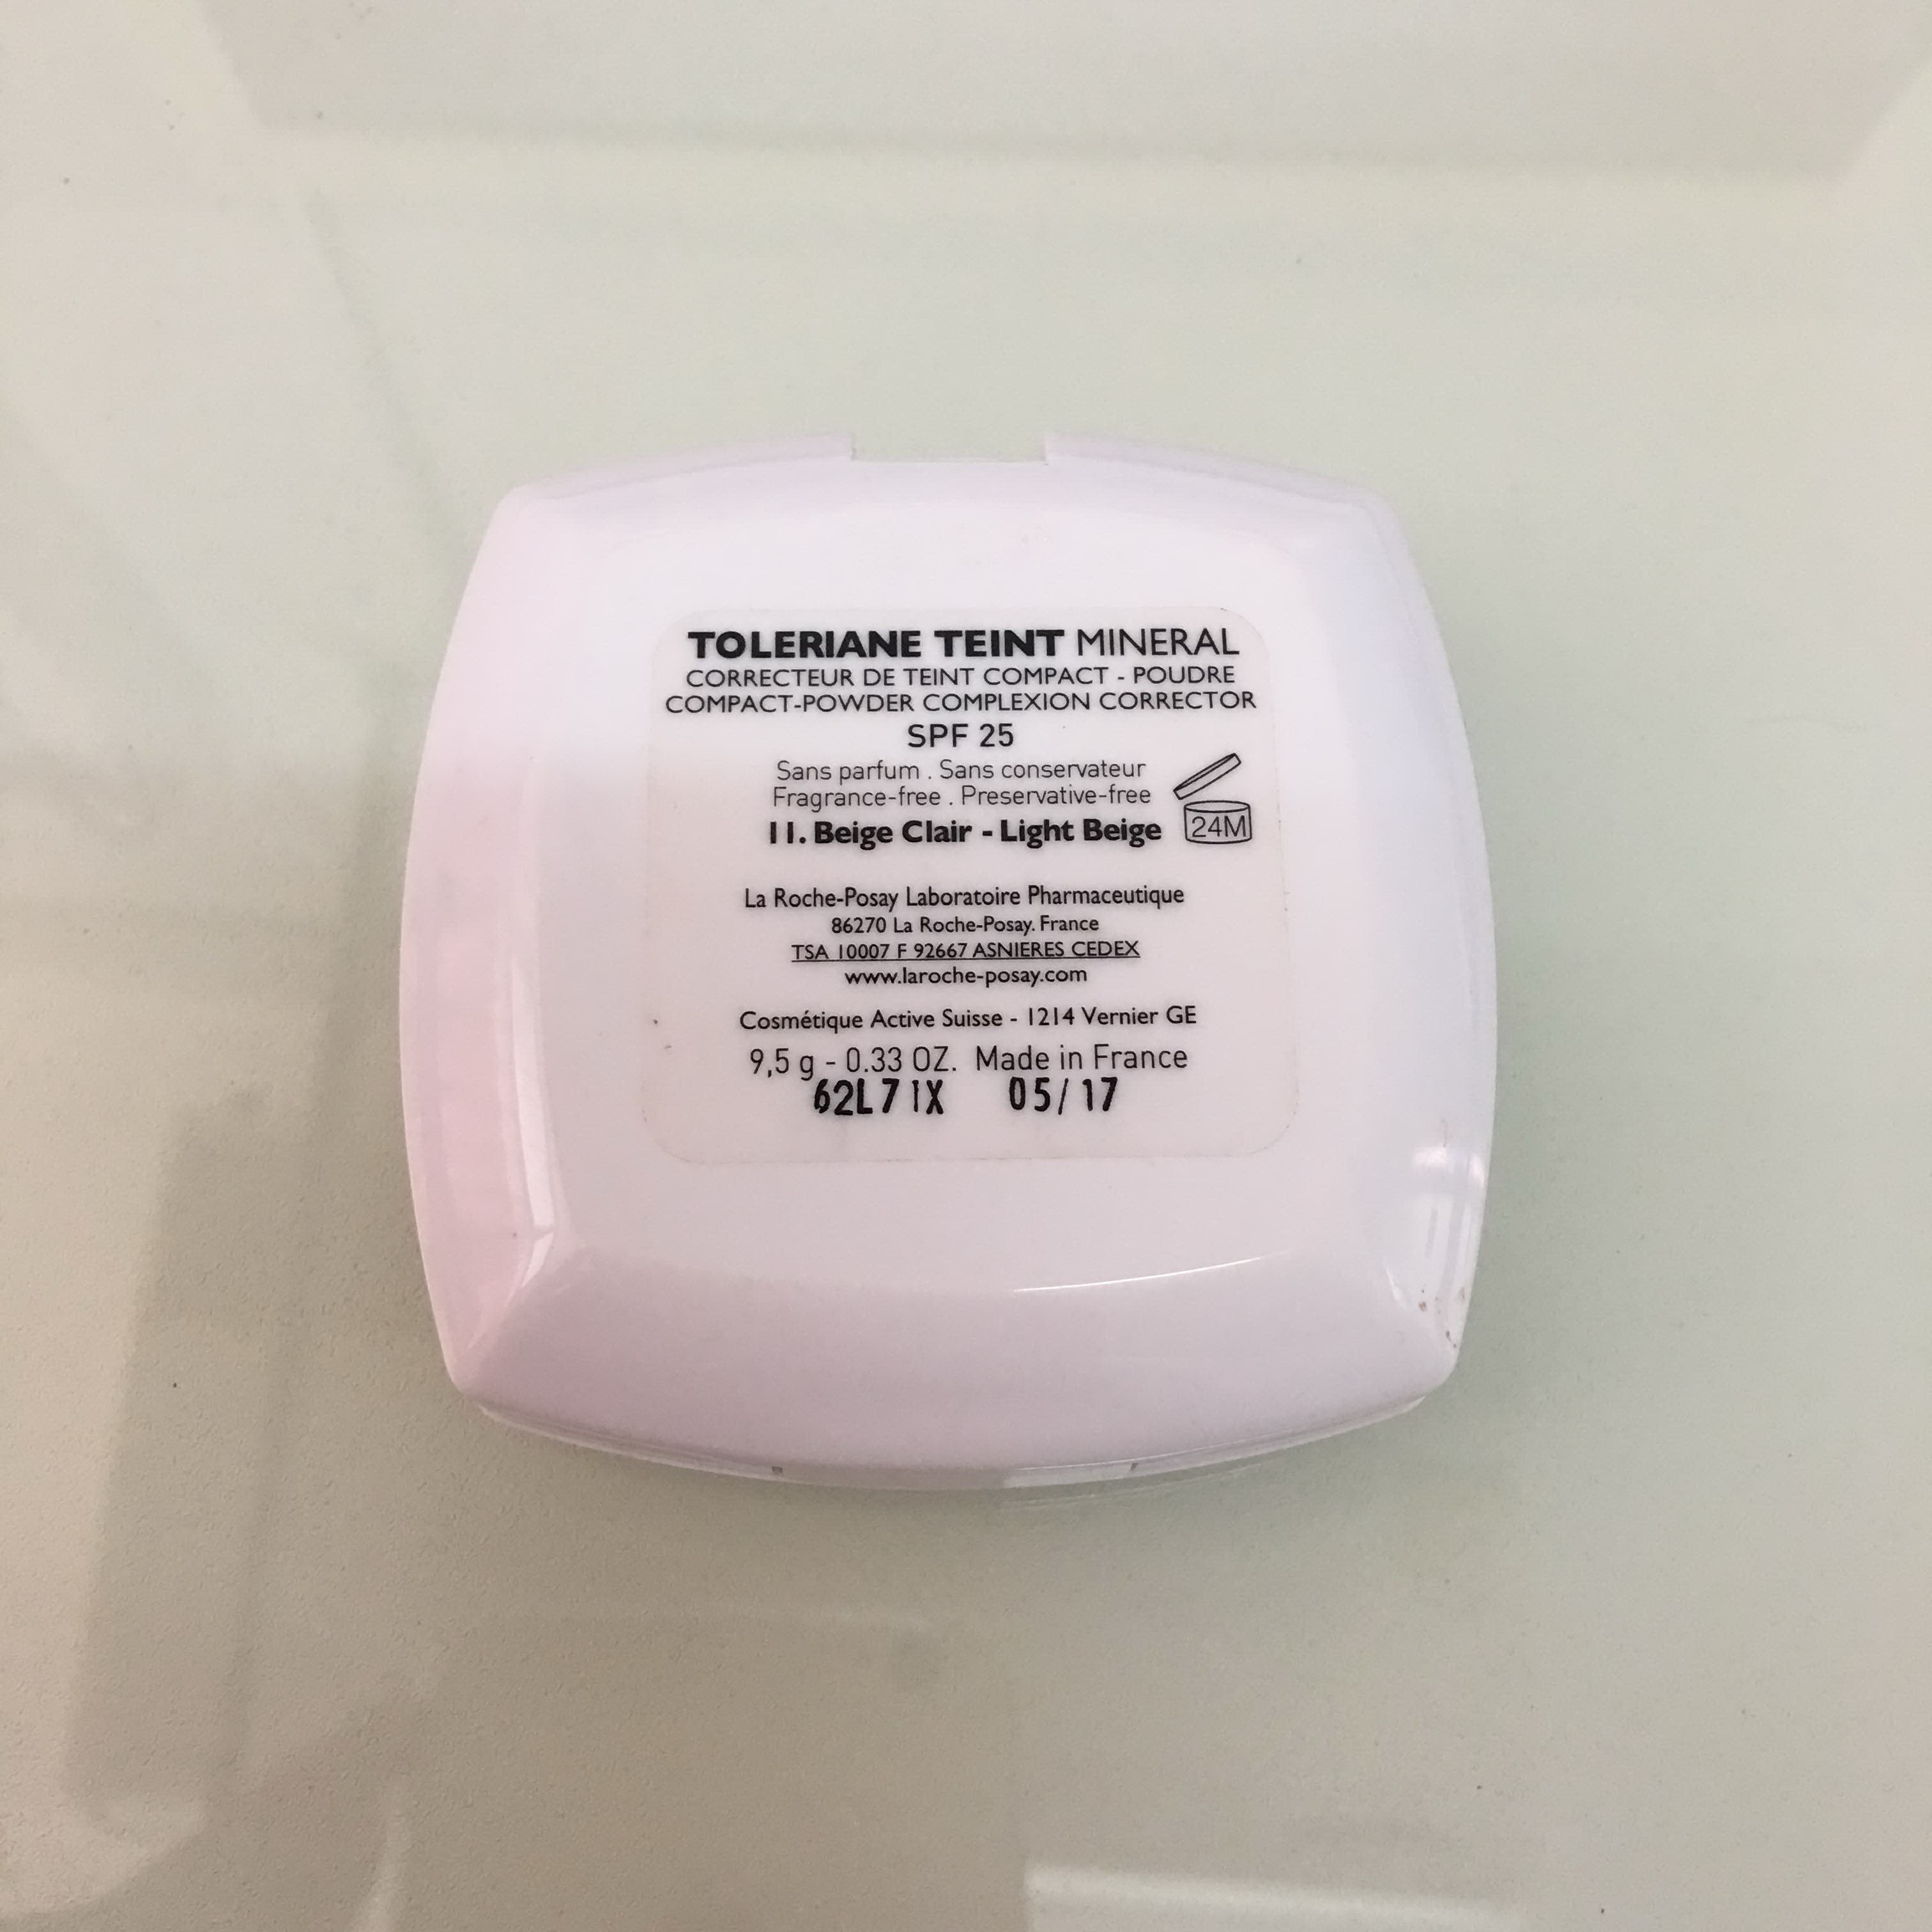 TOLERIANE TEINT MINERAL
CORRECTEUR DE TEINT COMPACT - POUDRE
COMPACT-POWDER COMPLEXION CORRECTOR
SPF 25
Sans parfum . Sans conservateur
Fragrance-free . Preservative-free
11. Beige Clair - Light Beige
24M
La Roche-Posay Laboratoire Pharmaceutique
86270 La Roche-Posay. France
TSA 10007 F 92667 ASNIERES CEDEX
www.laroche-posay.com
Cosmétique Active Suisse - 1214 Vernier GE
9,5 g - 0.33 OZ. Made in France
62L71X 05/17